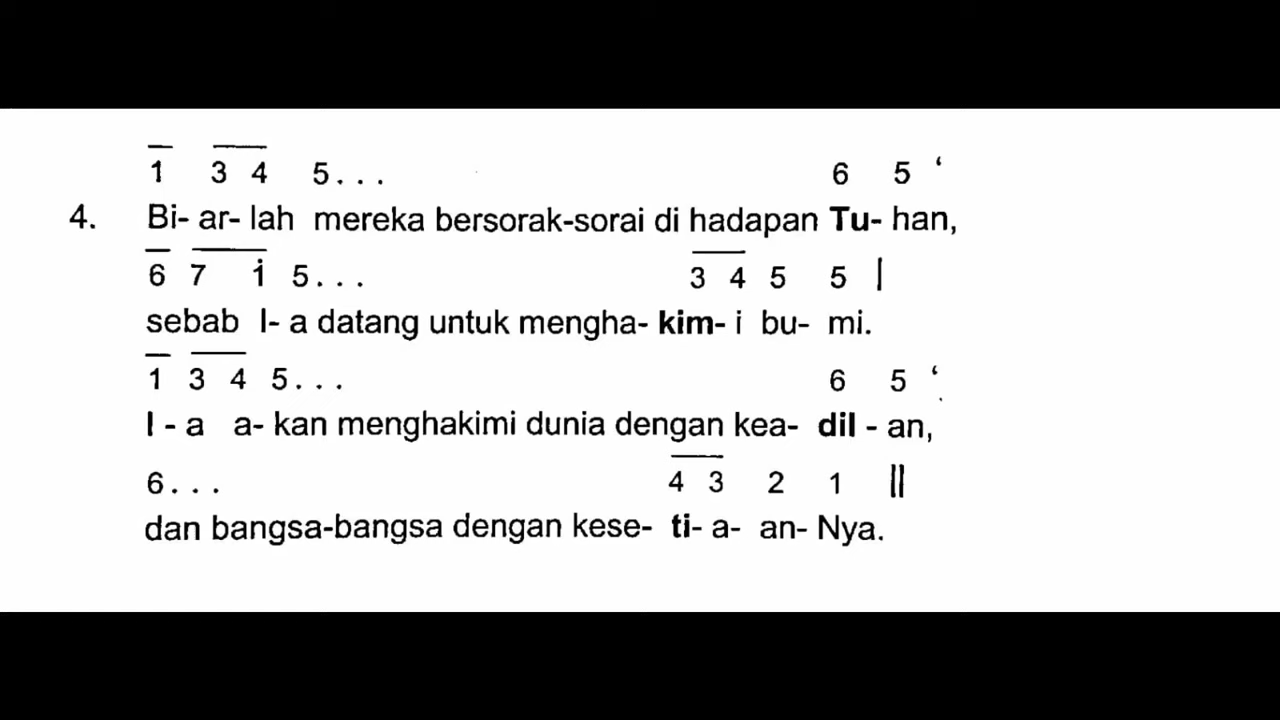 1 3 4 5... 6 5 ‘
4. Bi- ar- lah mereka bersorak-sorai di hadapan Tu- han,
6 7 i 5... 3 4 5 5 |
sebab I- a datang untuk mengha- kim- i bu- mi.
1 3 4 5... 6 5 ‘
I - a a- kan menghakimi dunia dengan kea- dil - an,
6... 4 3 2 1 ||
dan bangsa-bangsa dengan kese- ti- a- an- Nya.